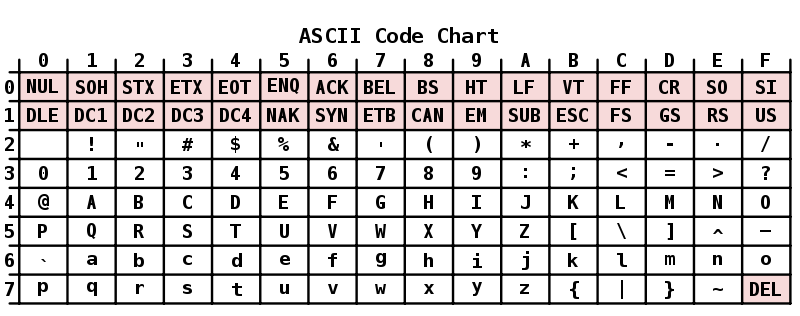 ASCII Code Chart
0 1 2 3 4 5 6 7 8 9 A B C D E F
0 NUL SOH STX ETX EOT ENQ ACK BEL BS HT LF VT FF CR SO SI
1 DLE DC1 DC2 DC3 DC4 NAK SYN ETB CAN EM SUB ESC FS GS RS US
2 ! " # $ % & ' ( ) * + , - . /
3 0 1 2 3 4 5 6 7 8 9 : ; < = > ?
4 @ A B C D E F G H I J K L M N O
5 P Q R S T U V W X Y Z [ \ ] ^ _
6 ` a b c d e f g h i j k l m n o
7 p q r s t u v w x y z { | } ~ DEL